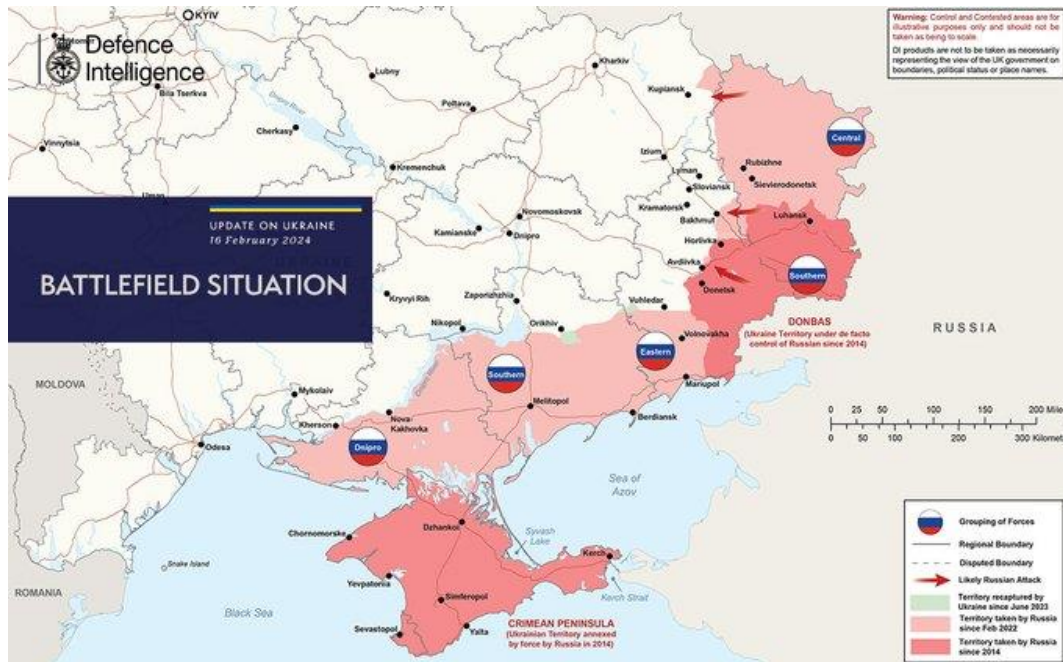 KYIV
Defence
Intelligence
Warning: Control and Contested areas are for
illustrative purposes only and should not be
taken as being to scale.
DI products are not to be taken as necessarily
representing the view of the UK government on
boundaries, political status or place names.
Bila Tserkva
Lubny
Kharkiv
Poltava
Kupiansk
Dnipro River
Cherkasy
Vinnytsia
Kremenchuk
Izium
Central
Lyman
Rubizhne
Sloviansk
Sievierodonetsk
Kramatorsk
Uman
UPDATE ON UKRAINE
16 February 2024
BATTLEFIELD SITUATION
Novomoskovsk
Bakhmut
Luhansk
Kamianske
Dnipro
Horlivka
Avdiivka
Southern
Donetsk
Kryvyi Rih
Zaporizhzhia
Vuhledar
Nikopol
Orikhiv
DONBAS
(Ukraine Territory under de facto
control of Russian since 2014)
RUSSIA
Volnovakha
Eastern
Southern
MOLDOVA
Mariupol
Mykolaiv
Melitopol
Berdiansk
Nova-
Kakhovka
Kherson
Odesa
Dnipro
0 25 50 100 150 200 Mile
0 50 100 200 300 Kilomet
Sea of
Azov
Dzhankoi
Chornomorske
Syvash
Lake
Kerch
Snake Island
Yevpatoria
Kerch Strait
Simferopol
ROMANIA
Black Sea
Sevastopol
Yalta
CRIMEAN PENINSULA
(Ukrainian Territory annexed
by force by Russia in 2014)
Grouping of Forces
Regional Boundary
Disputed Boundary
Likely Russian Attack
Territory recaptured by
Ukraine since June 2023
Territory taken by Russia
since Feb 2022
Territory taken by Russia
since 2014